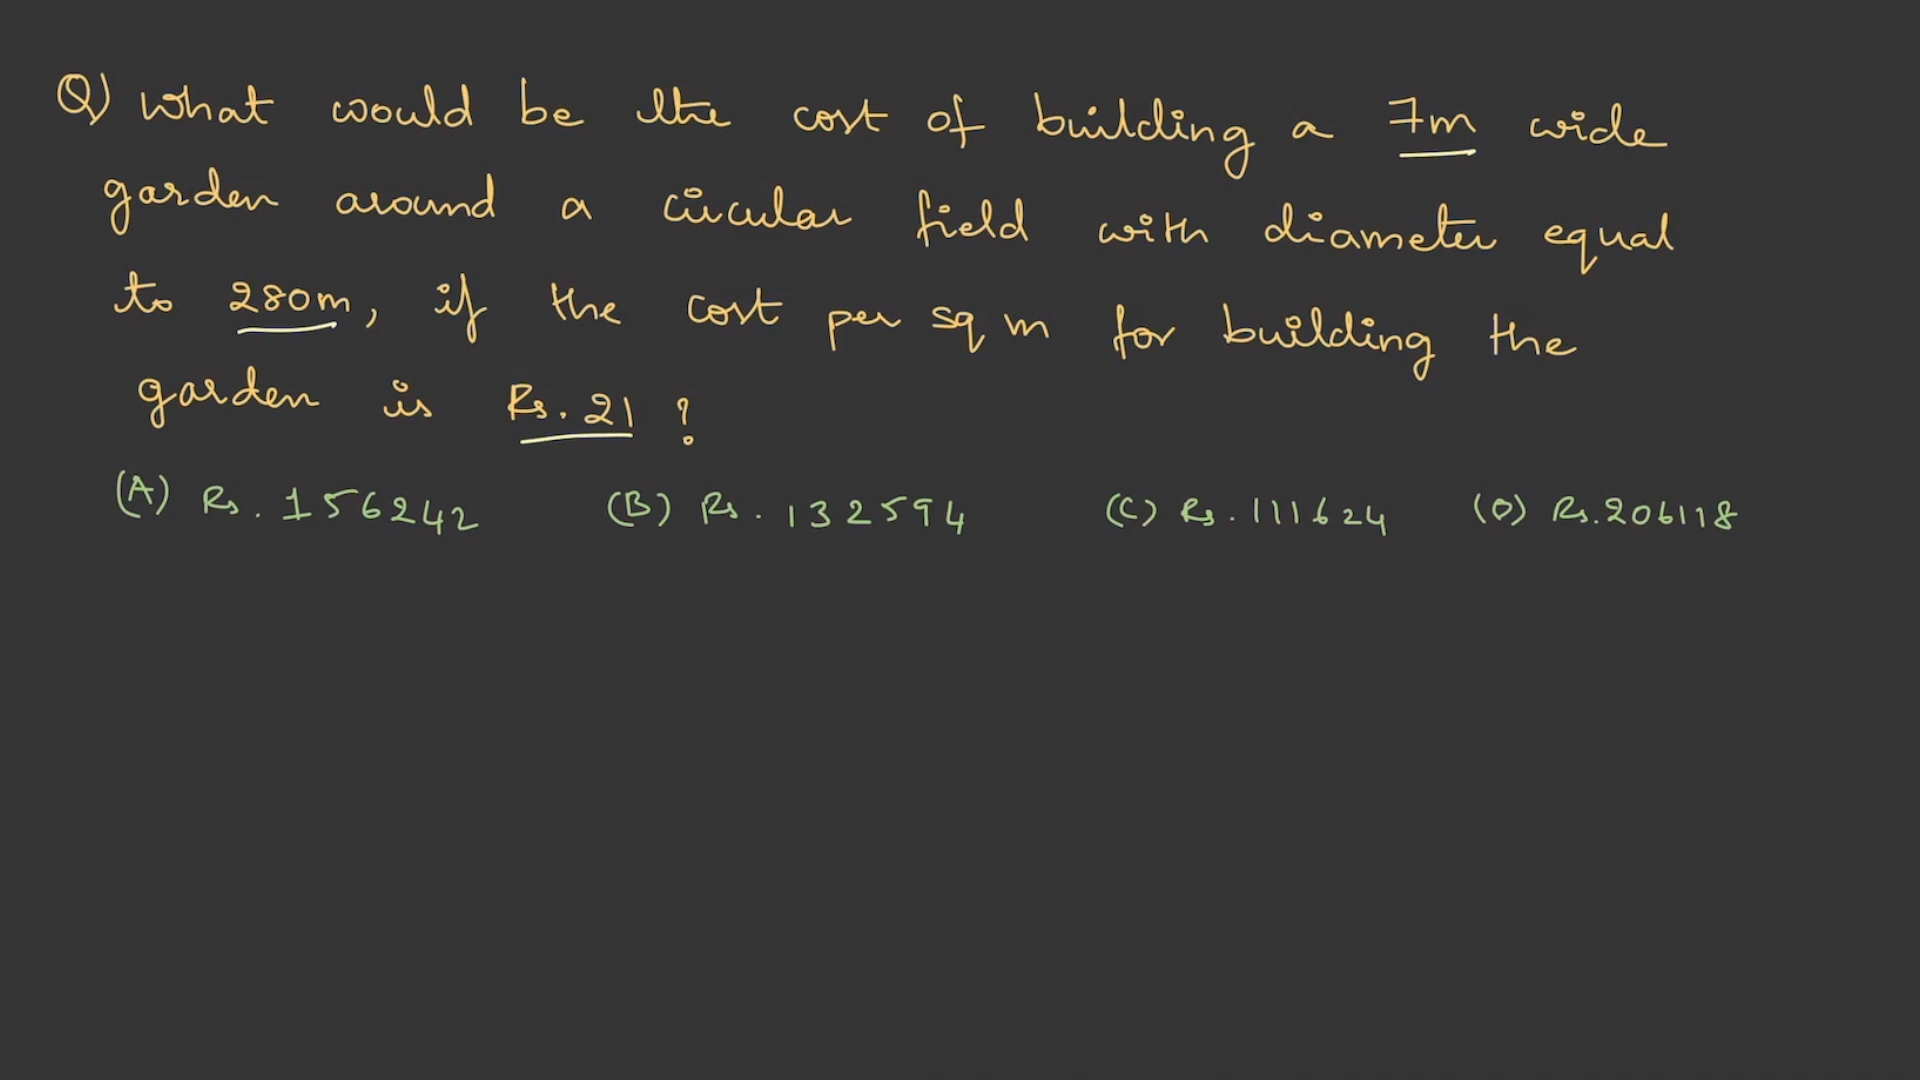 Q) What would be the cost of building a 7m wide
garden around a circular field with diameter equal
to 280m, if the cost per sq m for building the
garden is Rs. 21 ?
(A) Rs. 156242 (B) Rs. 132594 (C) Rs. 111624 (D) Rs. 206118